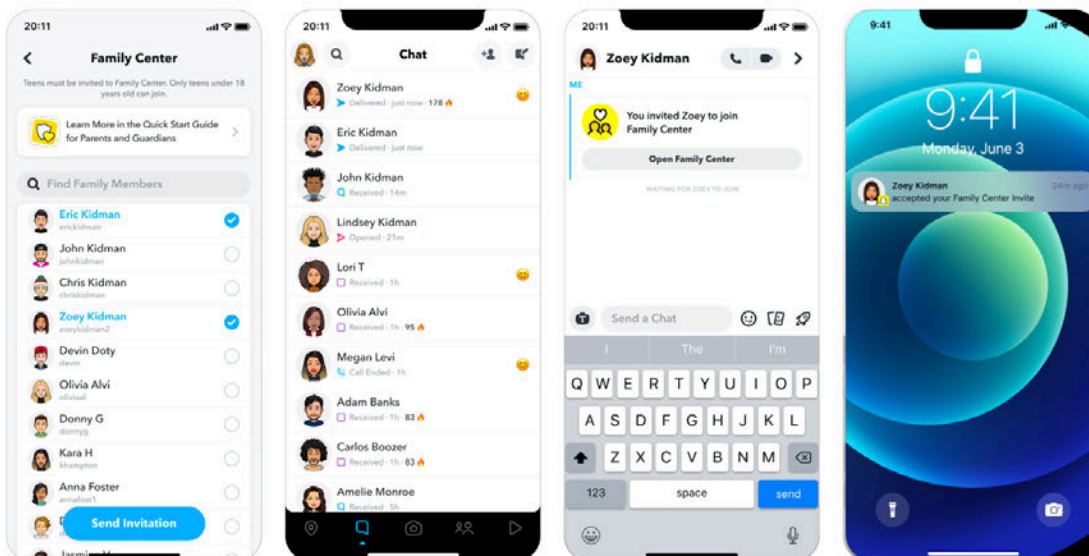 20:11
Family Center
Teens must be invited to Family Center. Only teens under 18
years old can join.
Learn More in the Quick Start Guide
for Parents and Guardians
Find Family Members
Eric Kidman
erickidman
John Kidman
johnkidman
Chris Kidman
chriskidman
Zoey Kidman
zoeykidman2
Devin Doty
devin
Olivia Alvi
oliviaal
Donny G
donnyg
Kara H
khampton
Anna Foster
annafost1
Send Invitation
20:11
Chat
Zoey Kidman
Delivered · just now · 178
Eric Kidman
Delivered · just now
John Kidman
Received · 14m
Lindsey Kidman
Opened · 21m
Lori T
Received · 1h
Olivia Alvi
Received · 1h · 95
Megan Levi
Call Ended · 1h
Adam Banks
Received · 1h · 83
Carlos Boozer
Received · 1h · 83
Amelie Monroe
Received · 5h
20:11
Zoey Kidman
ME
You invited Zoey to join
Family Center
Open Family Center
WAITING FOR ZOEY TO JOIN
Send a Chat
I The I'm
Q W E R T Y U I O P
A S D F G H J K L
Z X C V B N M
123 space send
9:41
9:41
Monday, June 3
Zoey Kidman 34m ago
accepted your Family Center Invite